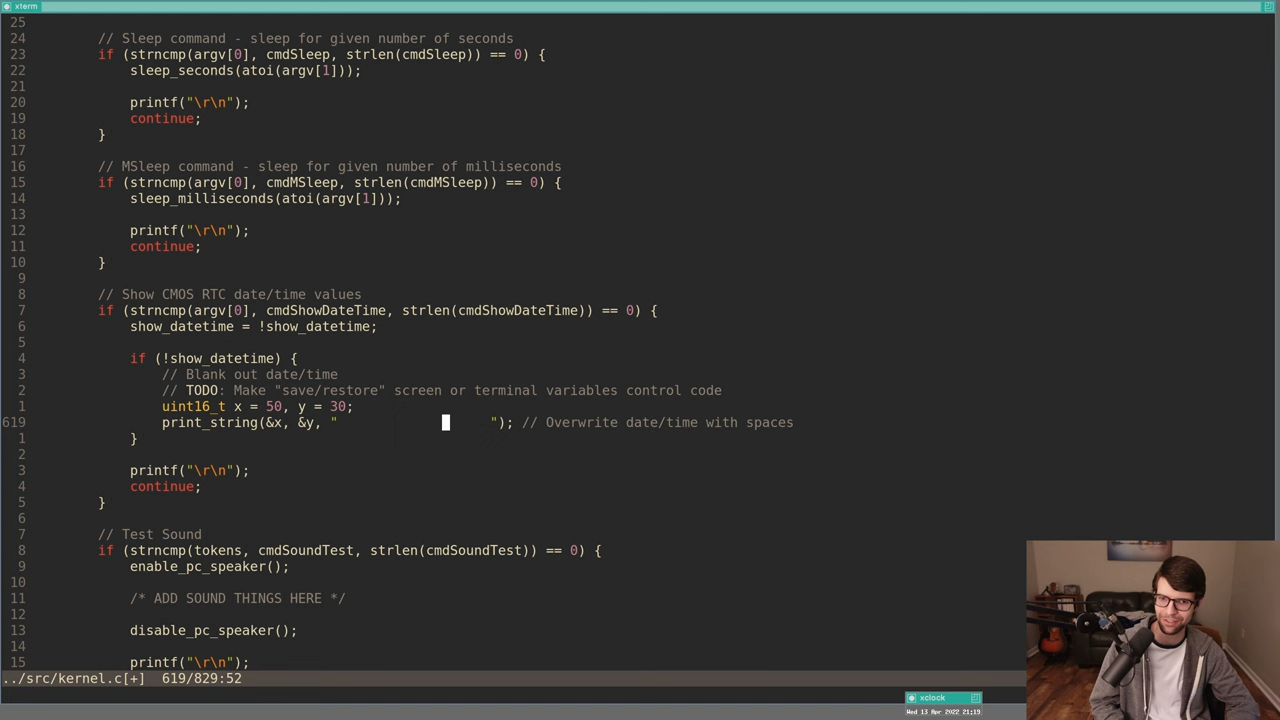 xterm
25
24 // Sleep command - sleep for given number of seconds
23 if (strncmp(argv[0], cmdSleep, strlen(cmdSleep)) == 0) {
22 sleep_seconds(atoi(argv[1]));
21
20 printf("\r\n");
19 continue;
18 }
17
16 // MSleep command - sleep for given number of milliseconds
15 if (strncmp(argv[0], cmdMSleep, strlen(cmdMSleep)) == 0) {
14 sleep_milliseconds(atoi(argv[1]));
13
12 printf("\r\n");
11 continue;
10 }
9
8 // Show CMOS RTC date/time values
7 if (strncmp(argv[0], cmdShowDateTime, strlen(cmdShowDateTime)) == 0) {
6 show_datetime = !show_datetime;
5
4 if (!show_datetime) {
3 // Blank out date/time
2 // TODO: Make "save/restore" screen or terminal variables control code
1 uint16_t x = 50, y = 30;
619 print_string(&x, &y, "                   "); // Overwrite date/time with spaces
1 }
2
3 printf("\r\n");
4 continue;
5 }
6
7 // Test Sound
8 if (strncmp(tokens, cmdSoundTest, strlen(cmdSoundTest)) == 0) {
9 enable_pc_speaker();
10
11 /* ADD SOUND THINGS HERE */
12
13 disable_pc_speaker();
14
15 printf("\r\n");
../src/kernel.c[+] 619/829:52
xclock
Wed 13 Apr 2022 21:19